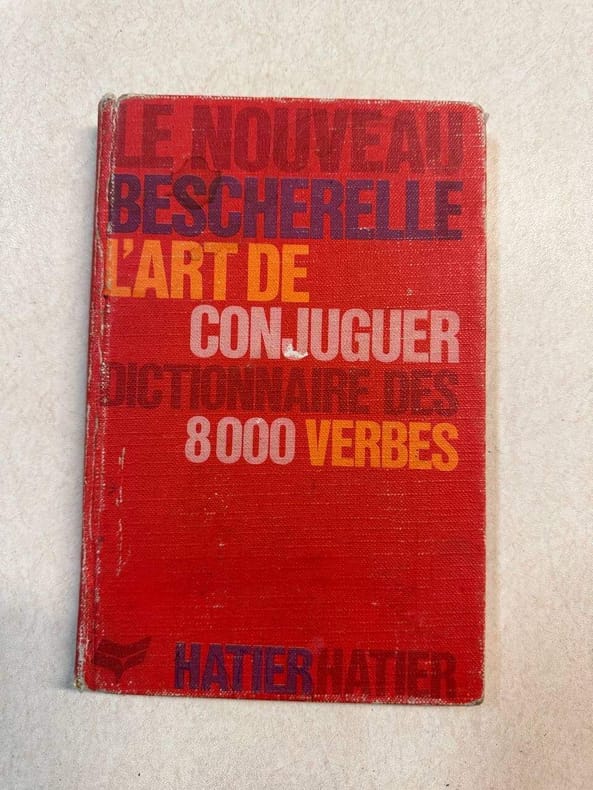 LE NOUVEAU
BESCHERELLE
L'ART DE
CONJUGUER
DICTIONNAIRE DES
8000 VERBES
HATIER HATIER